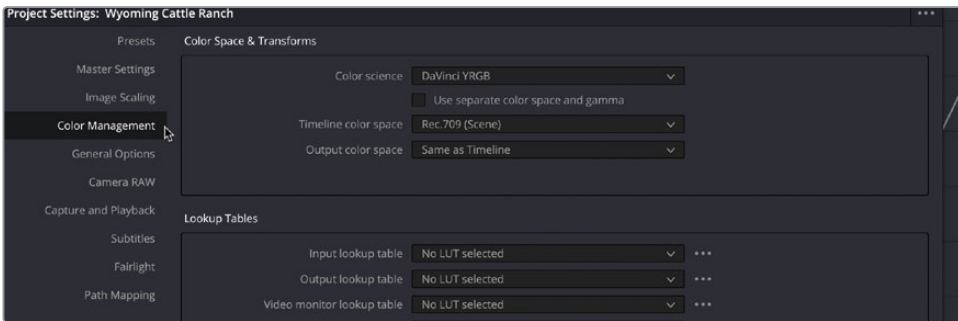 Project Settings: Wyoming Cattle Ranch
Presets
Master Settings
Image Scaling
Color Management
General Options
Camera RAW
Capture and Playback
Subtitles
Fairlight
Path Mapping
Color Space & Transforms
Color science DaVinci YRGB
Use separate color space and gamma
Timeline color space Rec.709 (Scene)
Output color space Same as Timeline
Lookup Tables
Input lookup table No LUT selected
Output lookup table No LUT selected
Video monitor lookup table No LUT selected